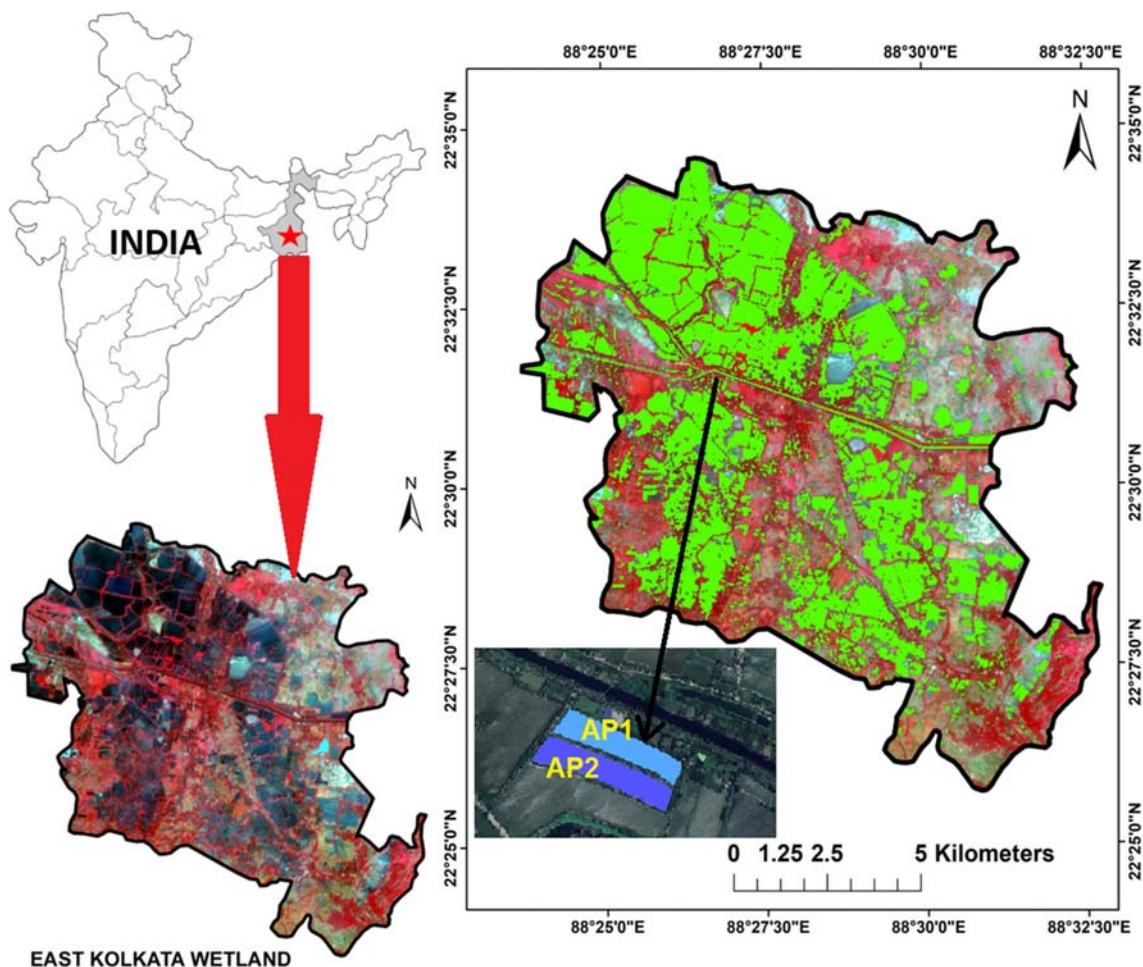 INDIA
N
EAST KOLKATA WETLAND
88°25'0"E 88°27'30"E 88°30'0"E 88°32'30"E
22°35'0"N
22°32'30"N
22°30'0"N
22°27'30"N
22°25'0"N
N
22°35'0"N
22°32'30"N
22°30'0"N
22°27'30"N
22°25'0"N
AP1
AP2
0 1.25 2.5 5 Kilometers
88°25'0"E 88°27'30"E 88°30'0"E 88°32'30"E